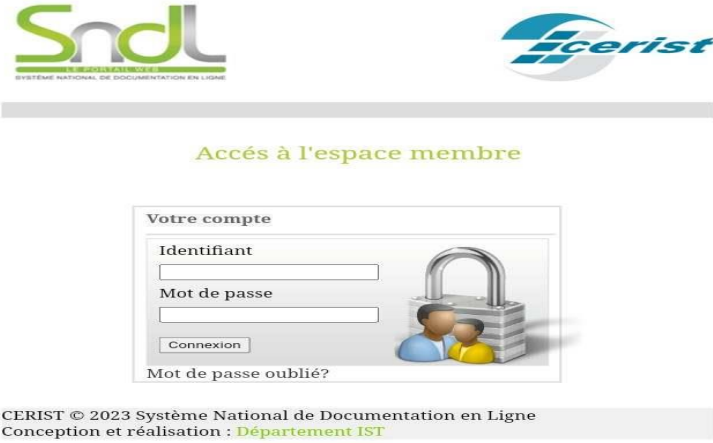 SndL
LE PORTAIL WEB
SYSTÈME NATIONAL DE DOCUMENTATION EN LIGNE
cerist
Accés à l'espace membre
Votre compte
Identifiant
Mot de passe
Connexion
Mot de passe oublié?
CERIST © 2023 Système National de Documentation en Ligne
Conception et réalisation : Département IST